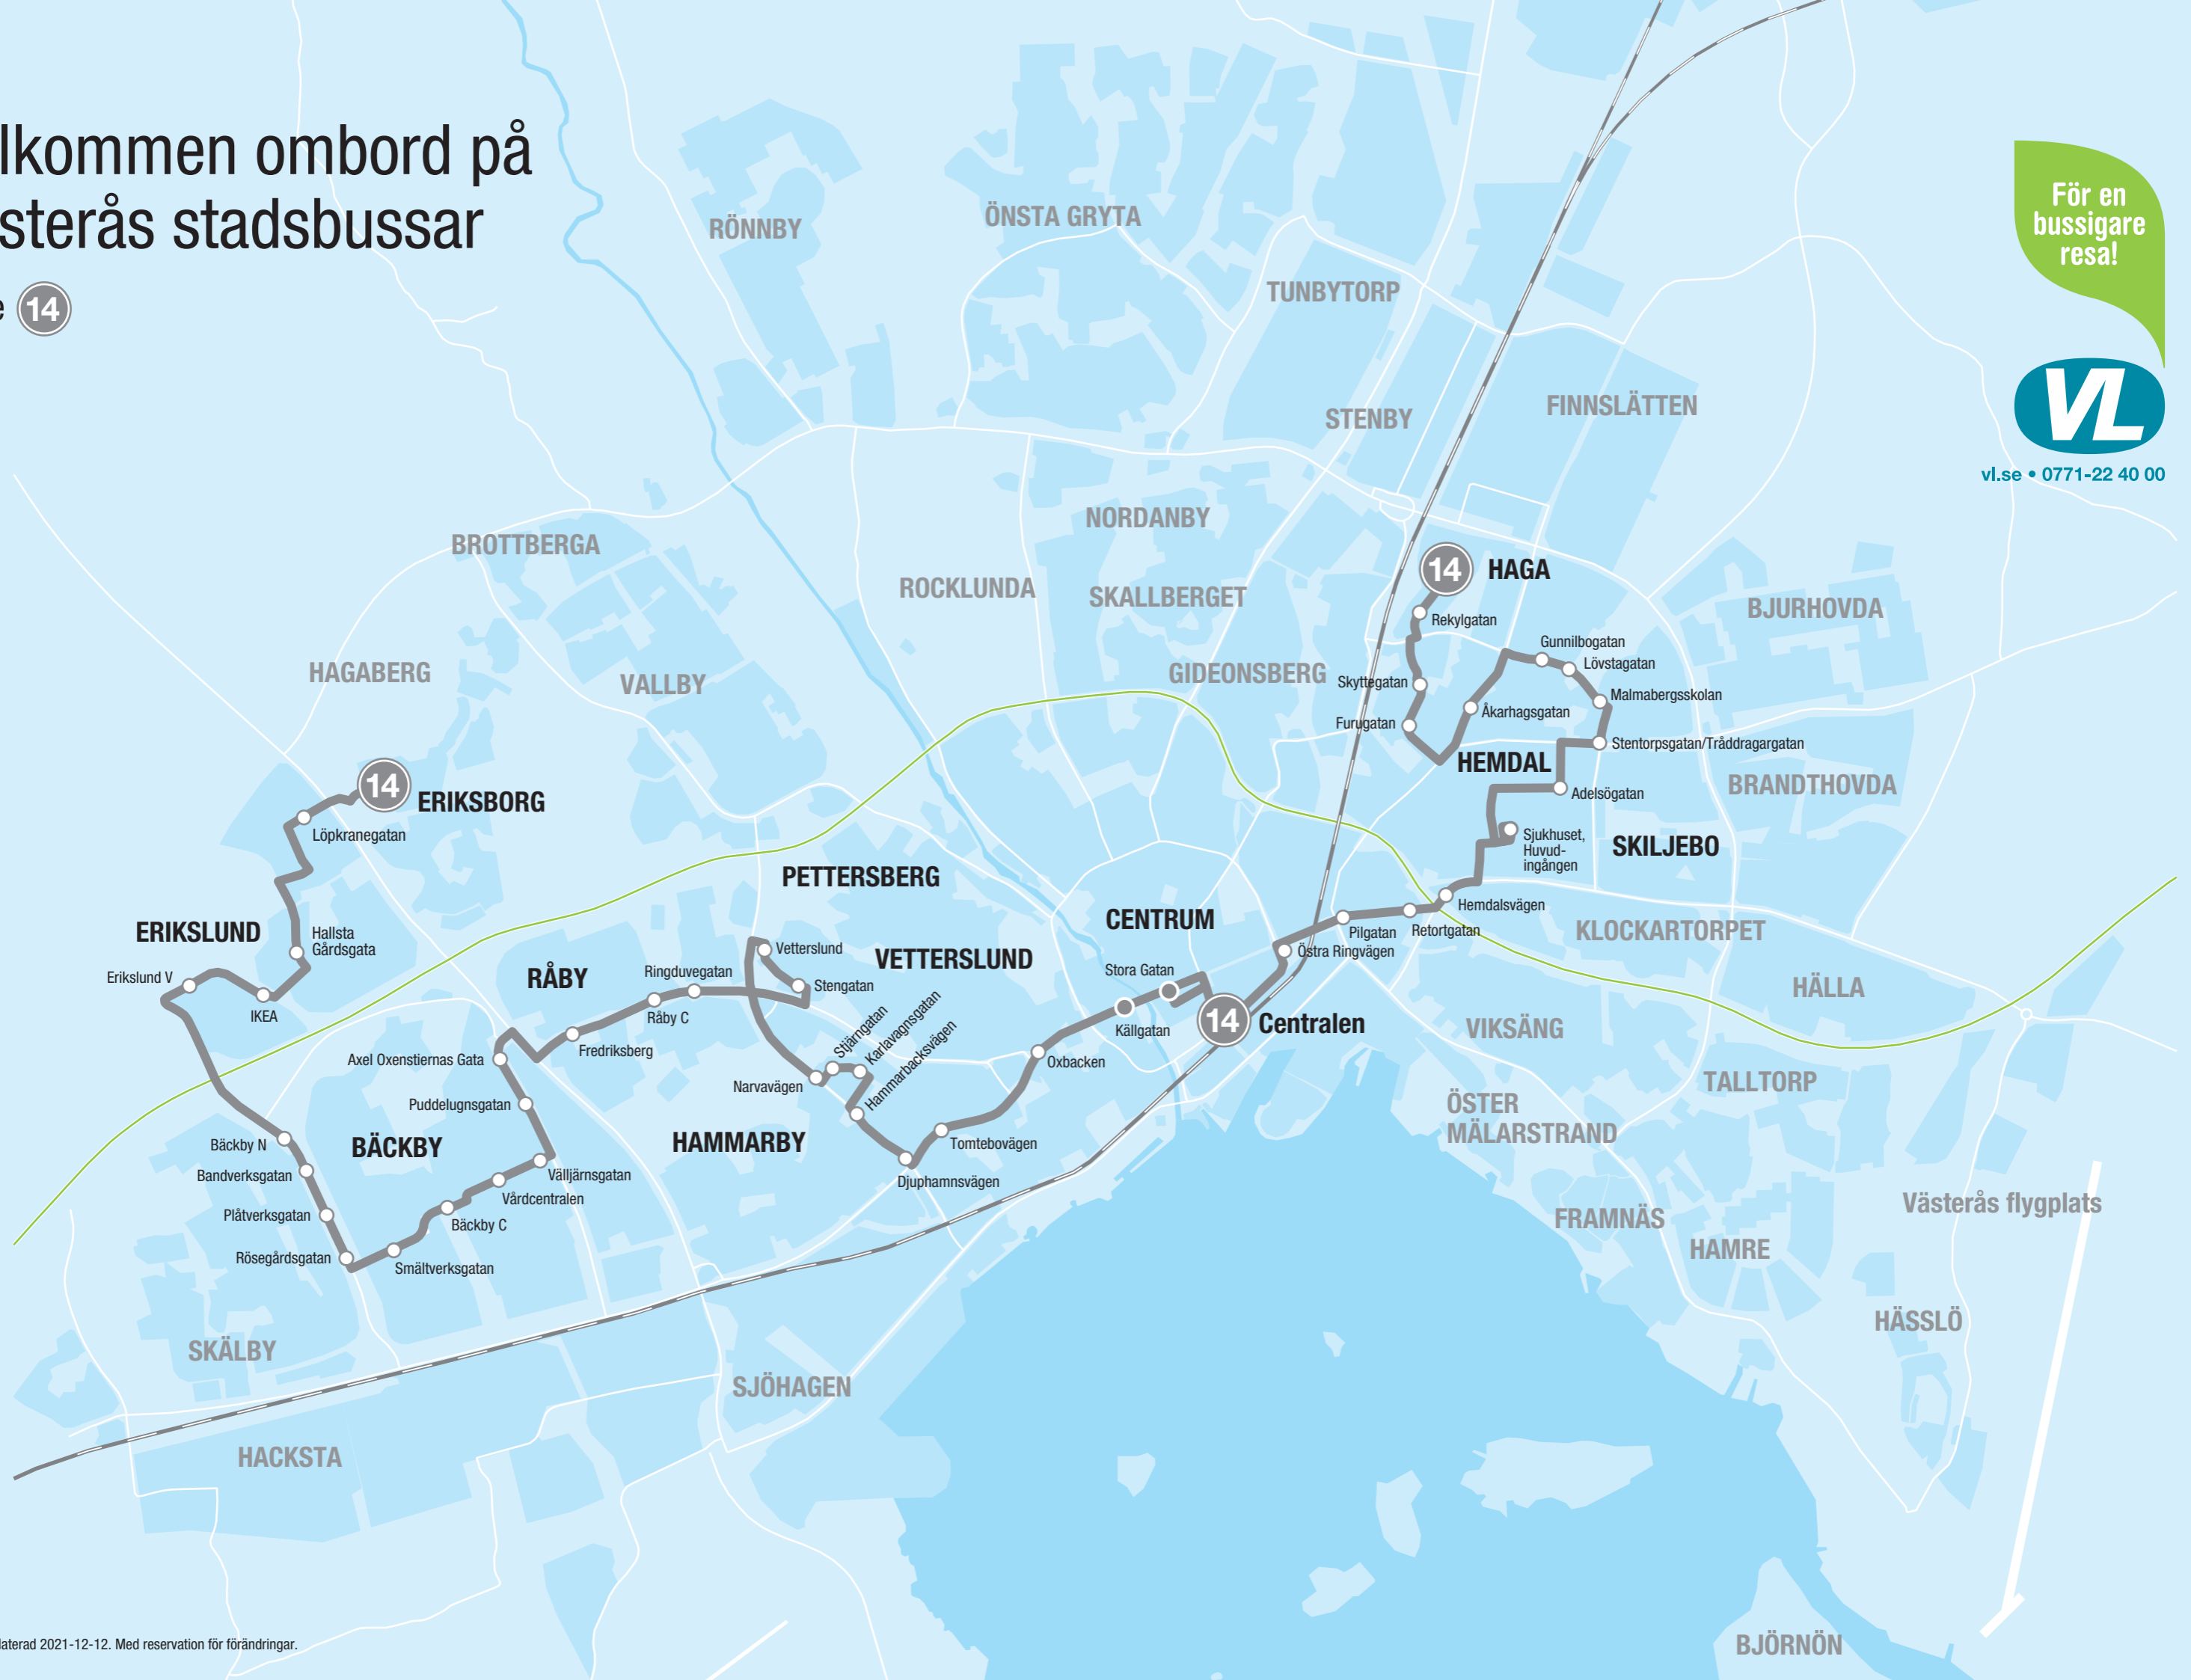 lkommen ombord på
sterås stadsbussar
e 14
För en
bussigare
resa!
VL
vl.se • 0771-22 40 00
RÖNNBY
ÖNSTA GRYTA
TUNBYTORP
STENBY
FINNSLÄTTEN
NORDANBY
BROTTBERGA
ROCKLUNDA
SKALLBERGET
14 HAGA
Rekylgatan
BJURHOVDA
Gunnilbogatan
Lövstagatan
HAGABERG
VALLBY
GIDEONSBERG
Skyttegatan
Malmabergsskolan
Åkarhagsgatan
Furugatan
Stentorpsgatan/Tråddragargatan
HEMDAL
BRANDTHOVDA
Adelsögatan
14 ERIKSBORG
Löpkranegatan
Sjukhuset,
Huvud-
ingången
SKILJEBO
PETTERSBERG
Hemdalsvägen
CENTRUM
Pilgatan
Retortgatan
KLOCKARTORPET
ERIKSLUND
Hallsta
Gårdsgata
Östra Ringvägen
Vetterslund
VETTERSLUND
Erikslund V
RÅBY
Ringduvegatan
Stora Gatan
Stengatan
HÄLLA
IKEA
Råby C
Källgatan
14 Centralen
VIKSÄNG
Fredriksberg
Stjärngatan
Karlavagnsgatan
Hammarbacksvägen
Axel Oxenstiernas Gata
Oxbacken
Narvavägen
TALLTORP
Puddelugnsgatan
ÖSTER
MÄLARSTRAND
Bäckby N
BÄCKBY
HAMMARBY
Tomtebovägen
Bandverksgatan
Välljärnsgatan
Djuphamnsvägen
Vårdcentralen
Västerås flygplats
Plåtverksgatan
Bäckby C
FRAMNÄS
Rösegårdsgatan
Smältverksgatan
HAMRE
HÄSSLÖ
SKÄLBY
SJÖHAGEN
HACKSTA
laterad 2021-12-12. Med reservation för förändringar.
BJÖRNÖN